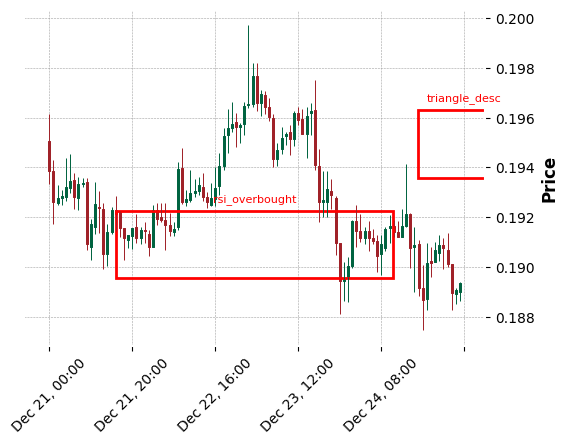 0.200
0.198
triangle_desc
0.196
0.194
rsi_overbought
0.192
0.190
0.188
Price
Dec 21, 00:00
Dec 21, 20:00
Dec 22, 16:00
Dec 23, 12:00
Dec 24, 08:00